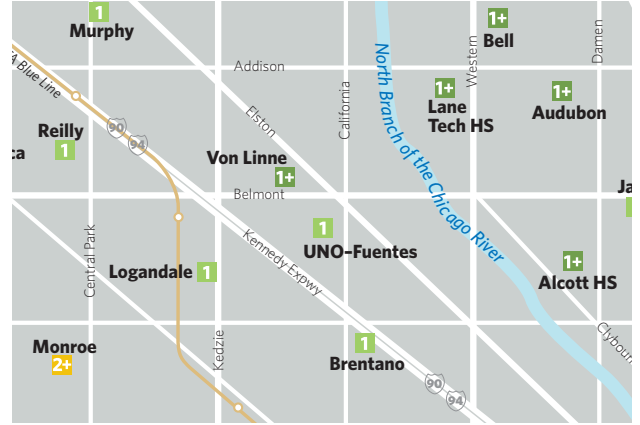 1
Murphy
1+
Bell
Western
Damen
Addison
A Blue Line
Elston
California
North Branch of the Chicago River
1+
Lane
Tech HS
1+
Audubon
Reilly
1
90
94
ca
Von Linne
1+
Belmont
Ja
1
UNO–Fuentes
Central Park
Logandale
1
Kennedy Expwy
1+
Alcott HS
Kedzie
Clybourn
Monroe
2+
1
Brentano
90
94